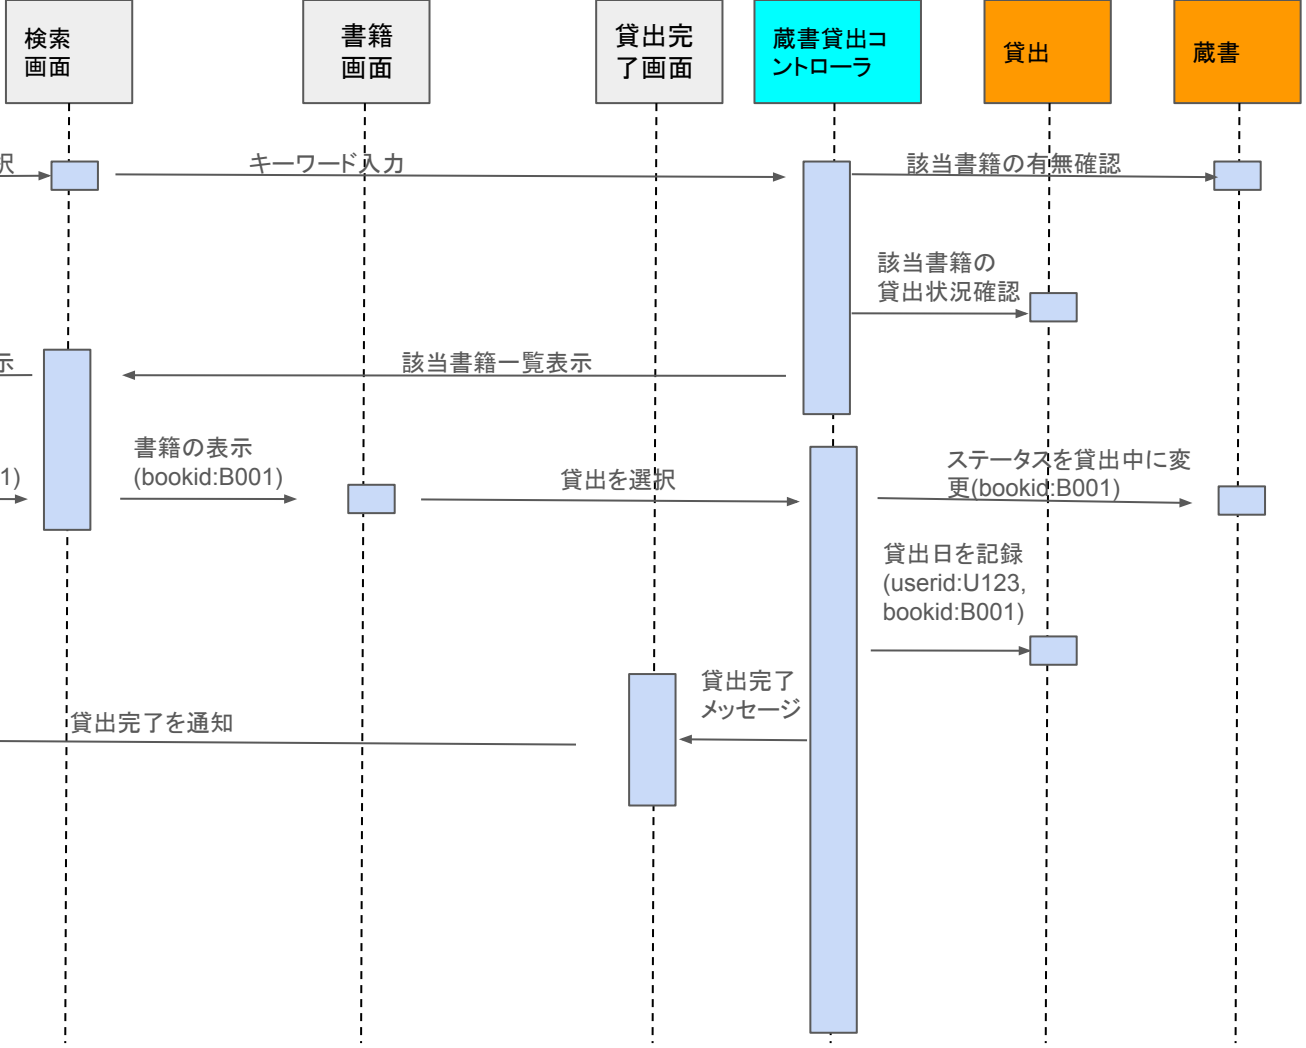 検索
画面
書籍
画面
貸出完
了画面
蔵書貸出コ
ントローラ
貸出
蔵書
択
キーワード入力
該当書籍の有無確認
該当書籍の
貸出状況確認
示
該当書籍一覧表示
1)
書籍の表示
(bookid:B001)
貸出を選択
ステータスを貸出中に変
更(bookid:B001)
貸出日を記録
(userid:U123,
bookid:B001)
貸出完了
メッセージ
貸出完了を通知